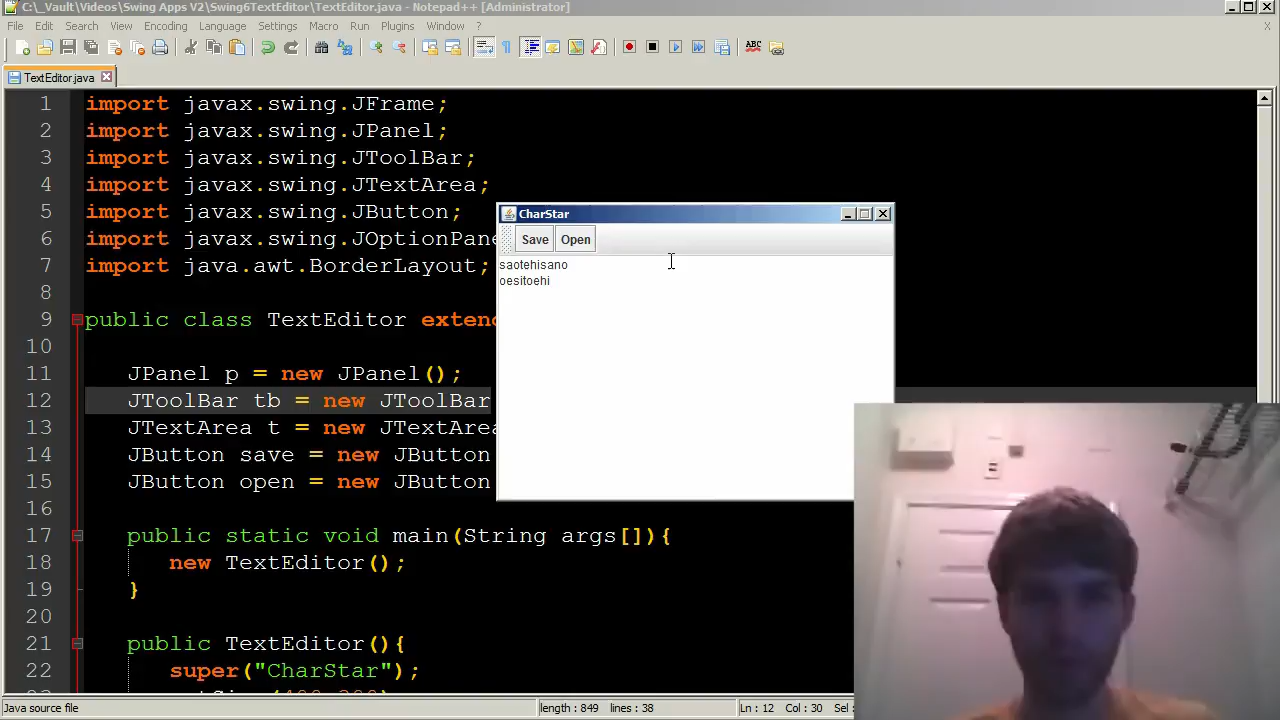 C:\_Vault\Videos\Swing Apps V2\Swing6TextEditor\TextEditor.java - Notepad++ [Administrator]
File Edit Search View Encoding Language Settings Macro Run Plugins Window ?
ABC
TextEditor.java
1 import javax.swing.JFrame;
2 import javax.swing.JPanel;
3 import javax.swing.JToolBar;
4 import javax.swing.JTextArea;
5 import javax.swing.JButton;
6 import javax.swing.JOptionPane
7 import java.awt.BorderLayout;
8
9 public class TextEditor extend
10
11 JPanel p = new JPanel();
12 JToolBar tb = new JToolBar
13 JTextArea t = new JTextArea
14 JButton save = new JButton
15 JButton open = new JButton
16
17 public static void main(String args[]){
18 new TextEditor();
19 }
20
21 public TextEditor(){
22 super("CharStar");
CharStar
Save Open
saotehisano
oesitoehi
Java source file length : 849 lines : 38 Ln : 12 Col : 30 Sel :